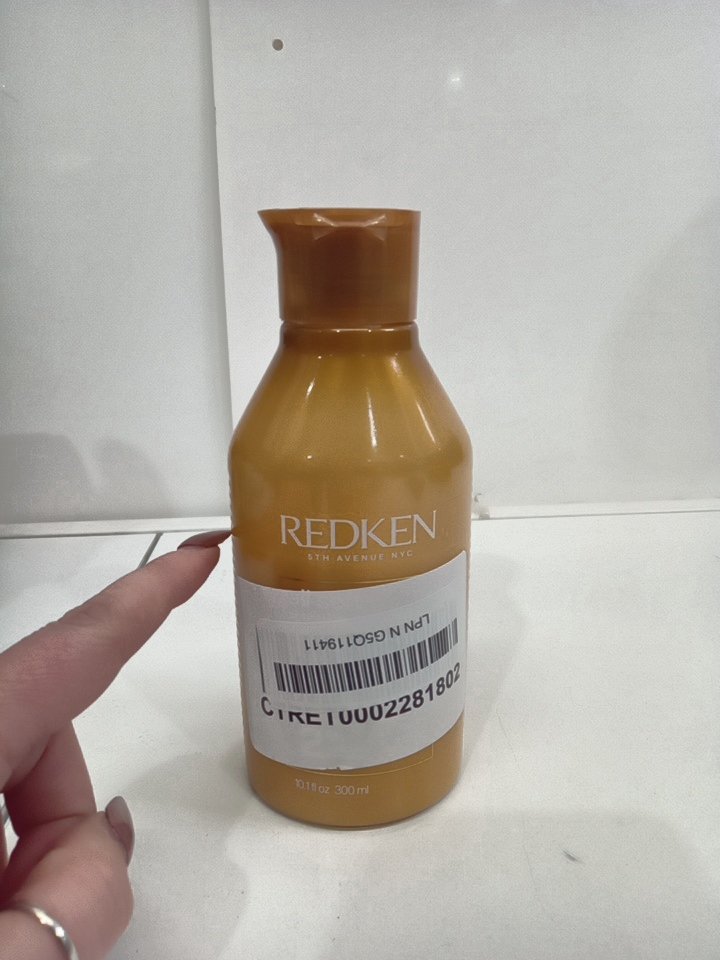 REDKEN
5TH AVENUE NYC
LPN N G5Q119411
CTRET0002281802
10.1 fl oz 300 ml